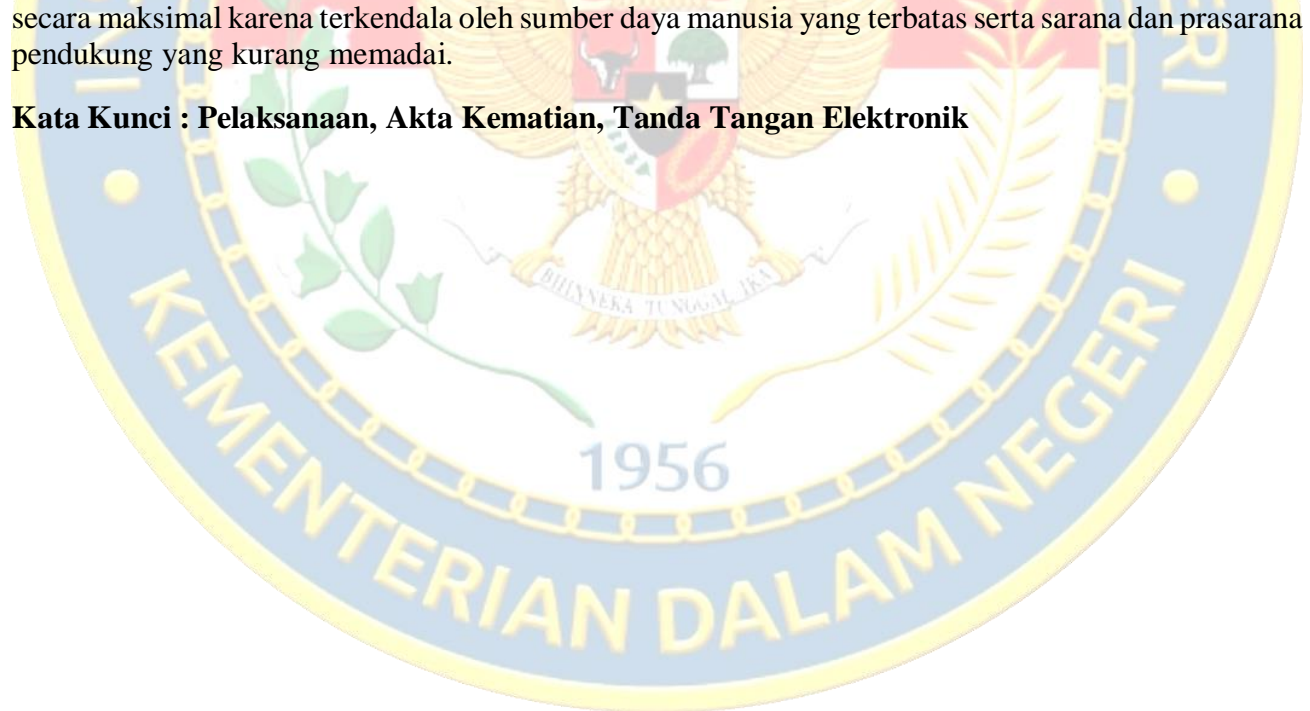 secara maksimal karena terkendala oleh sumber daya manusia yang terbatas serta sarana dan prasarana
pendukung yang kurang memadai.
Kata Kunci : Pelaksanaan, Akta Kematian, Tanda Tangan Elektronik
BHINNEKA TUNGGAL IKA
1956
KEMENTERIAN DALAM NEGERI